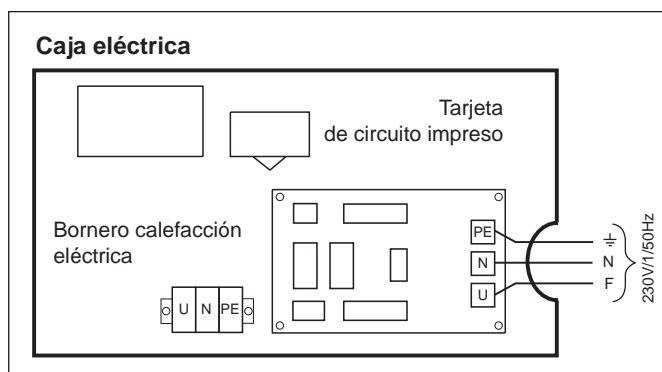 Caja eléctrica
Tarjeta
de circuito impreso
Bornero calefacción
eléctrica
PE
N
U
N
F
230V/1/50Hz
U N PE